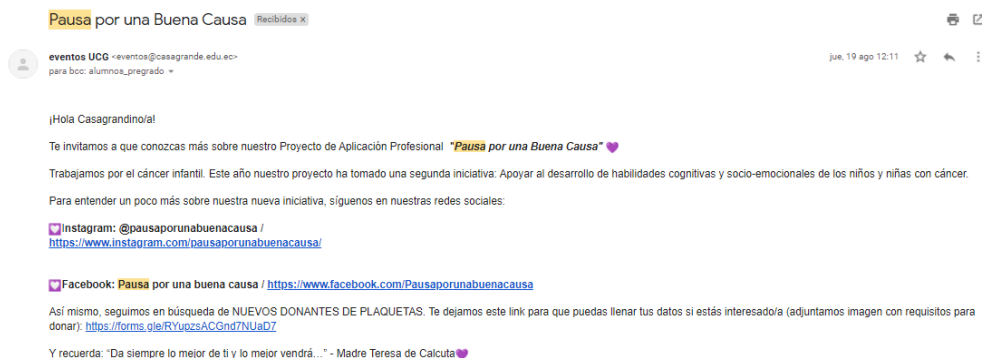 Pausa por una Buena Causa Recibidos x
eventos UCG <eventos@casagrande.edu.ec>
jue, 19 ago 12:11
para bcc: alumnos_pregrado
¡Hola Casagrandino/a!
Te invitamos a que conozcas más sobre nuestro Proyecto de Aplicación Profesional "Pausa por una Buena Causa" 💜
Trabajamos por el cáncer infantil. Este año nuestro proyecto ha tomado una segunda iniciativa: Apoyar al desarrollo de habilidades cognitivas y socio-emocionales de los niños y niñas con cáncer.
Para entender un poco más sobre nuestra nueva iniciativa, síguenos en nuestras redes sociales:
💟Instagram: @pausaporunabuenacausa /
https://www.instagram.com/pausaporunabuenacausa/
💟Facebook: Pausa por una buena causa / https://www.facebook.com/Pausaporunabuenacausa
Así mismo, seguimos en búsqueda de NUEVOS DONANTES DE PLAQUETAS. Te dejamos este link para que puedas llenar tus datos si estás interesado/a (adjuntamos imagen con requisitos para
donar): https://forms.gle/RYupzsACGnd7NUaD7
Y recuerda: "Da siempre lo mejor de ti y lo mejor vendrá…" - Madre Teresa de Calcuta💜